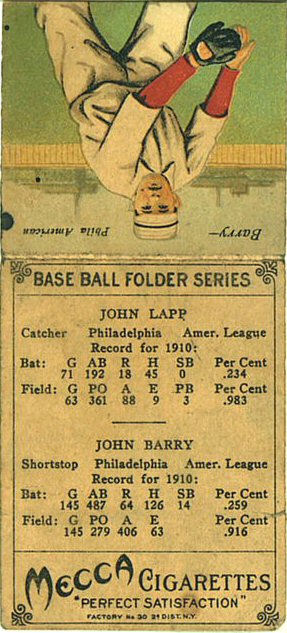 Barry— Phila American
BASE BALL FOLDER SERIES
JOHN LAPP
Catcher Philadelphia Amer. League
Record for 1910:
Bat: G AB R H SB Per Cent
71 192 18 45 0 .234
Field: G PO A E PB Per Cent
63 361 88 9 3 .983
JOHN BARRY
Shortstop Philadelphia Amer. League
Record for 1910:
Bat: G AB R H SB Per Cent
145 487 64 126 14 .259
Field: G PO A E Per Cent
145 279 406 63 .916
MECCA CIGARETTES
"PERFECT SATISFACTION"
FACTORY No 30 2d DIST. N.Y.